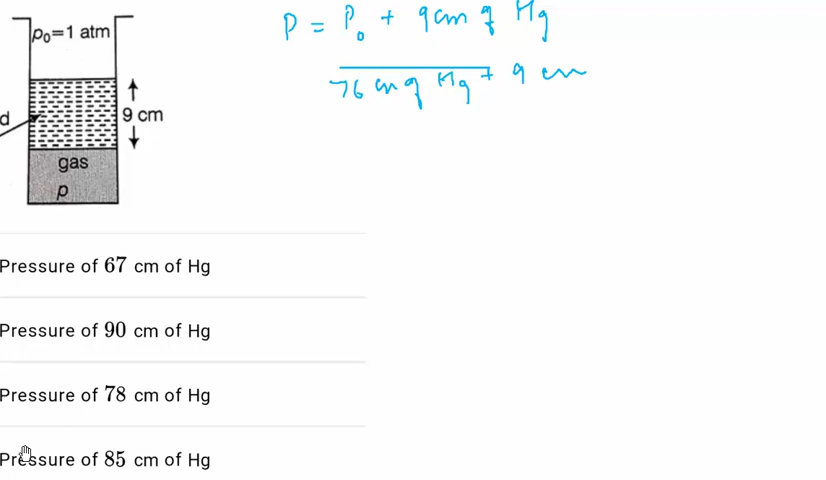 P = P₀ + 9 cm of Hg
76 cm of Hg + 9 cm
p₀=1 atm
d
9 cm
gas
p
Pressure of 67 cm of Hg
Pressure of 90 cm of Hg
Pressure of 78 cm of Hg
Pressure of 85 cm of Hg